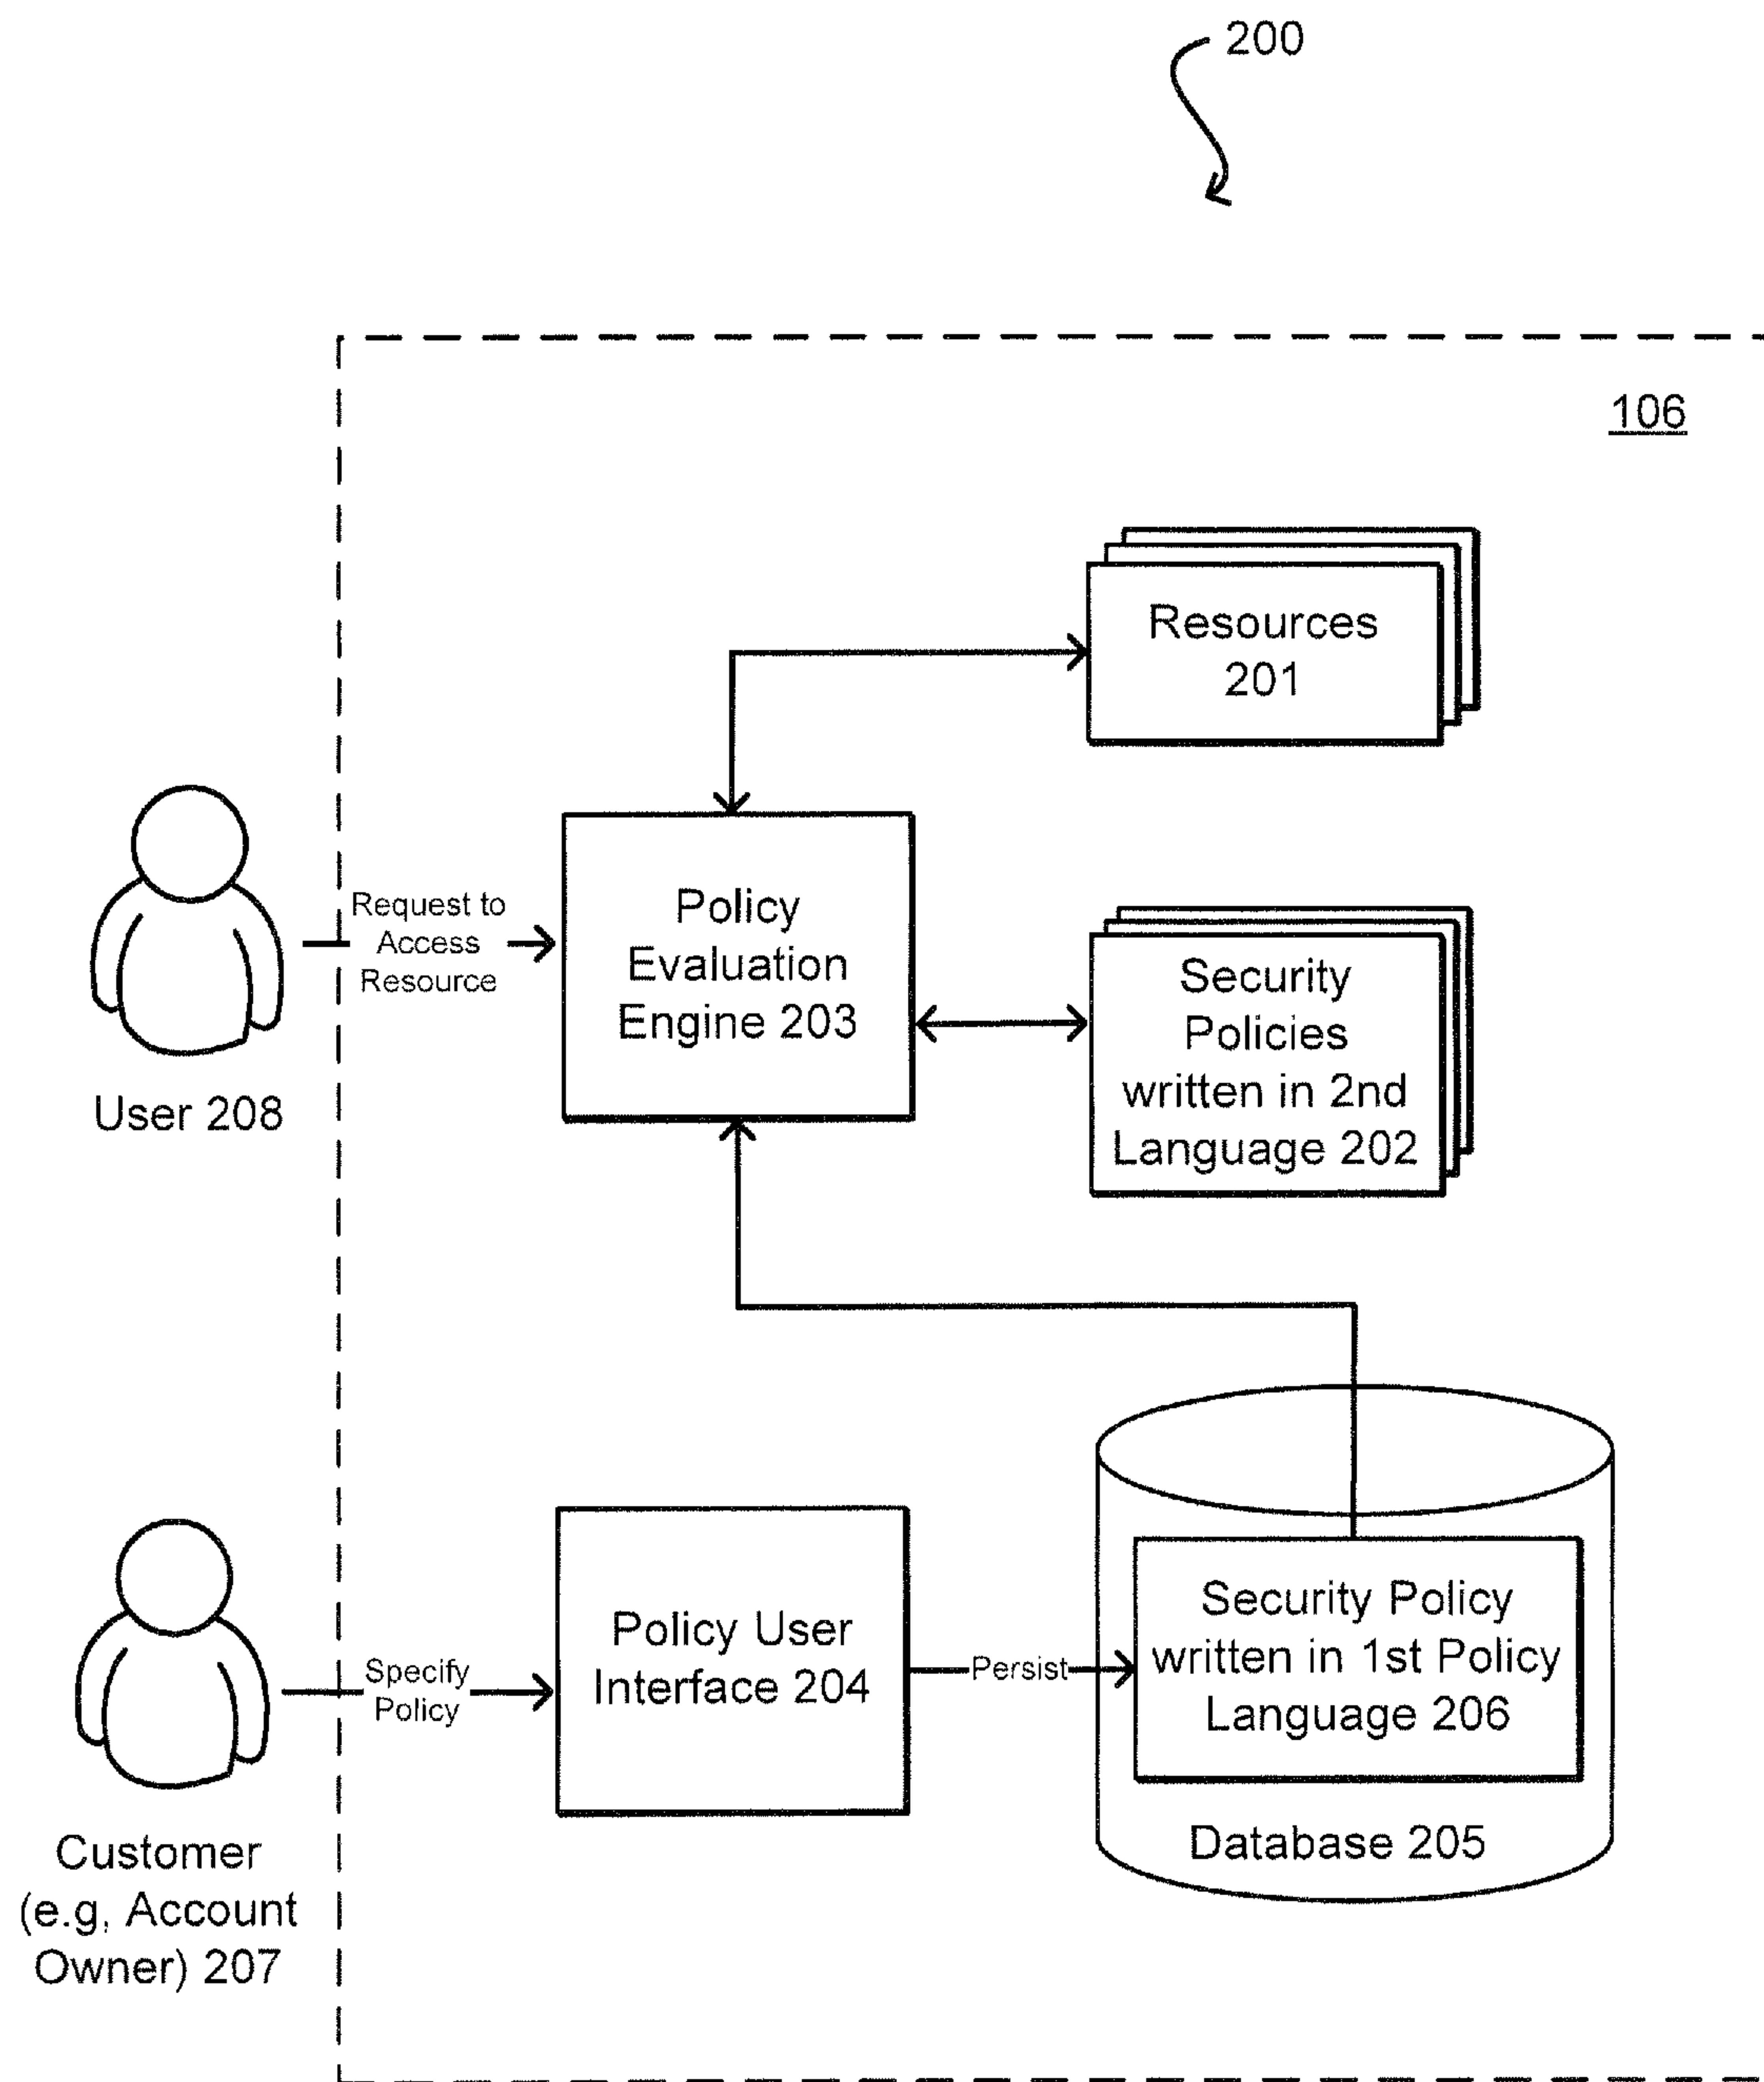 200
106
Resources
201
Request to
Access
Resource
Policy
Evaluation
Engine 203
Security
Policies
written in 2nd
Language 202
User 208
Specify
Policy
Policy User
Interface 204
Persist
Security Policy
written in 1st Policy
Language 206
Database 205
Customer
(e.g, Account
Owner) 207